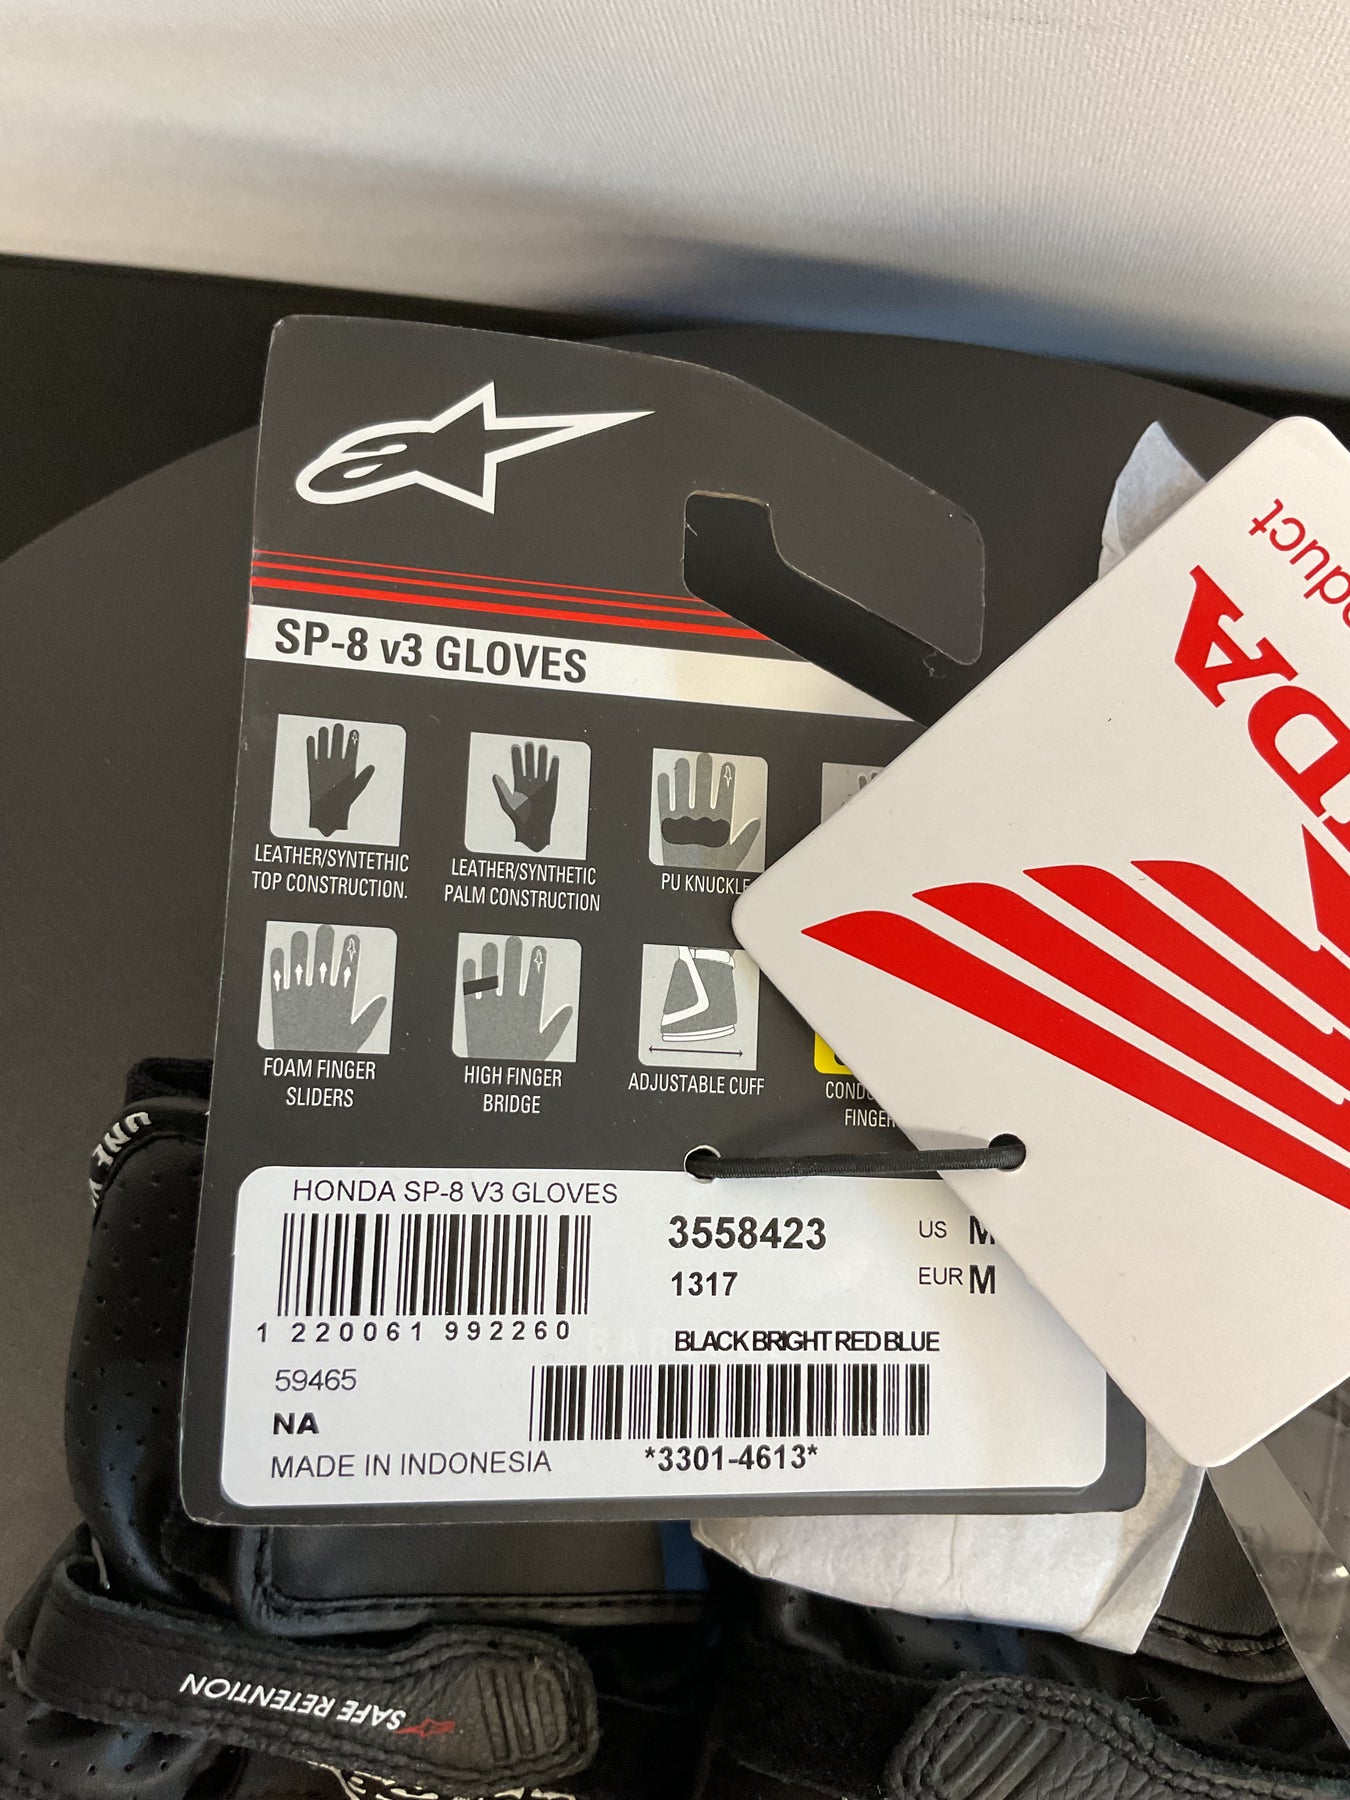 SP-8 v3 GLOVES
LEATHER/SYNTETHIC
TOP CONSTRUCTION.
LEATHER/SYNTHETIC
PALM CONSTRUCTION
PU KNUCKLE
FOAM FINGER
SLIDERS
HIGH FINGER
BRIDGE
ADJUSTABLE CUFF
FINGER
HONDA SP-8 V3 GLOVES
3558423
US M
1317
EUR M
1 220061 992260
BLACK BRIGHT RED BLUE
59465
NA
MADE IN INDONESIA
*3301-4613*
SAFE RETENTION